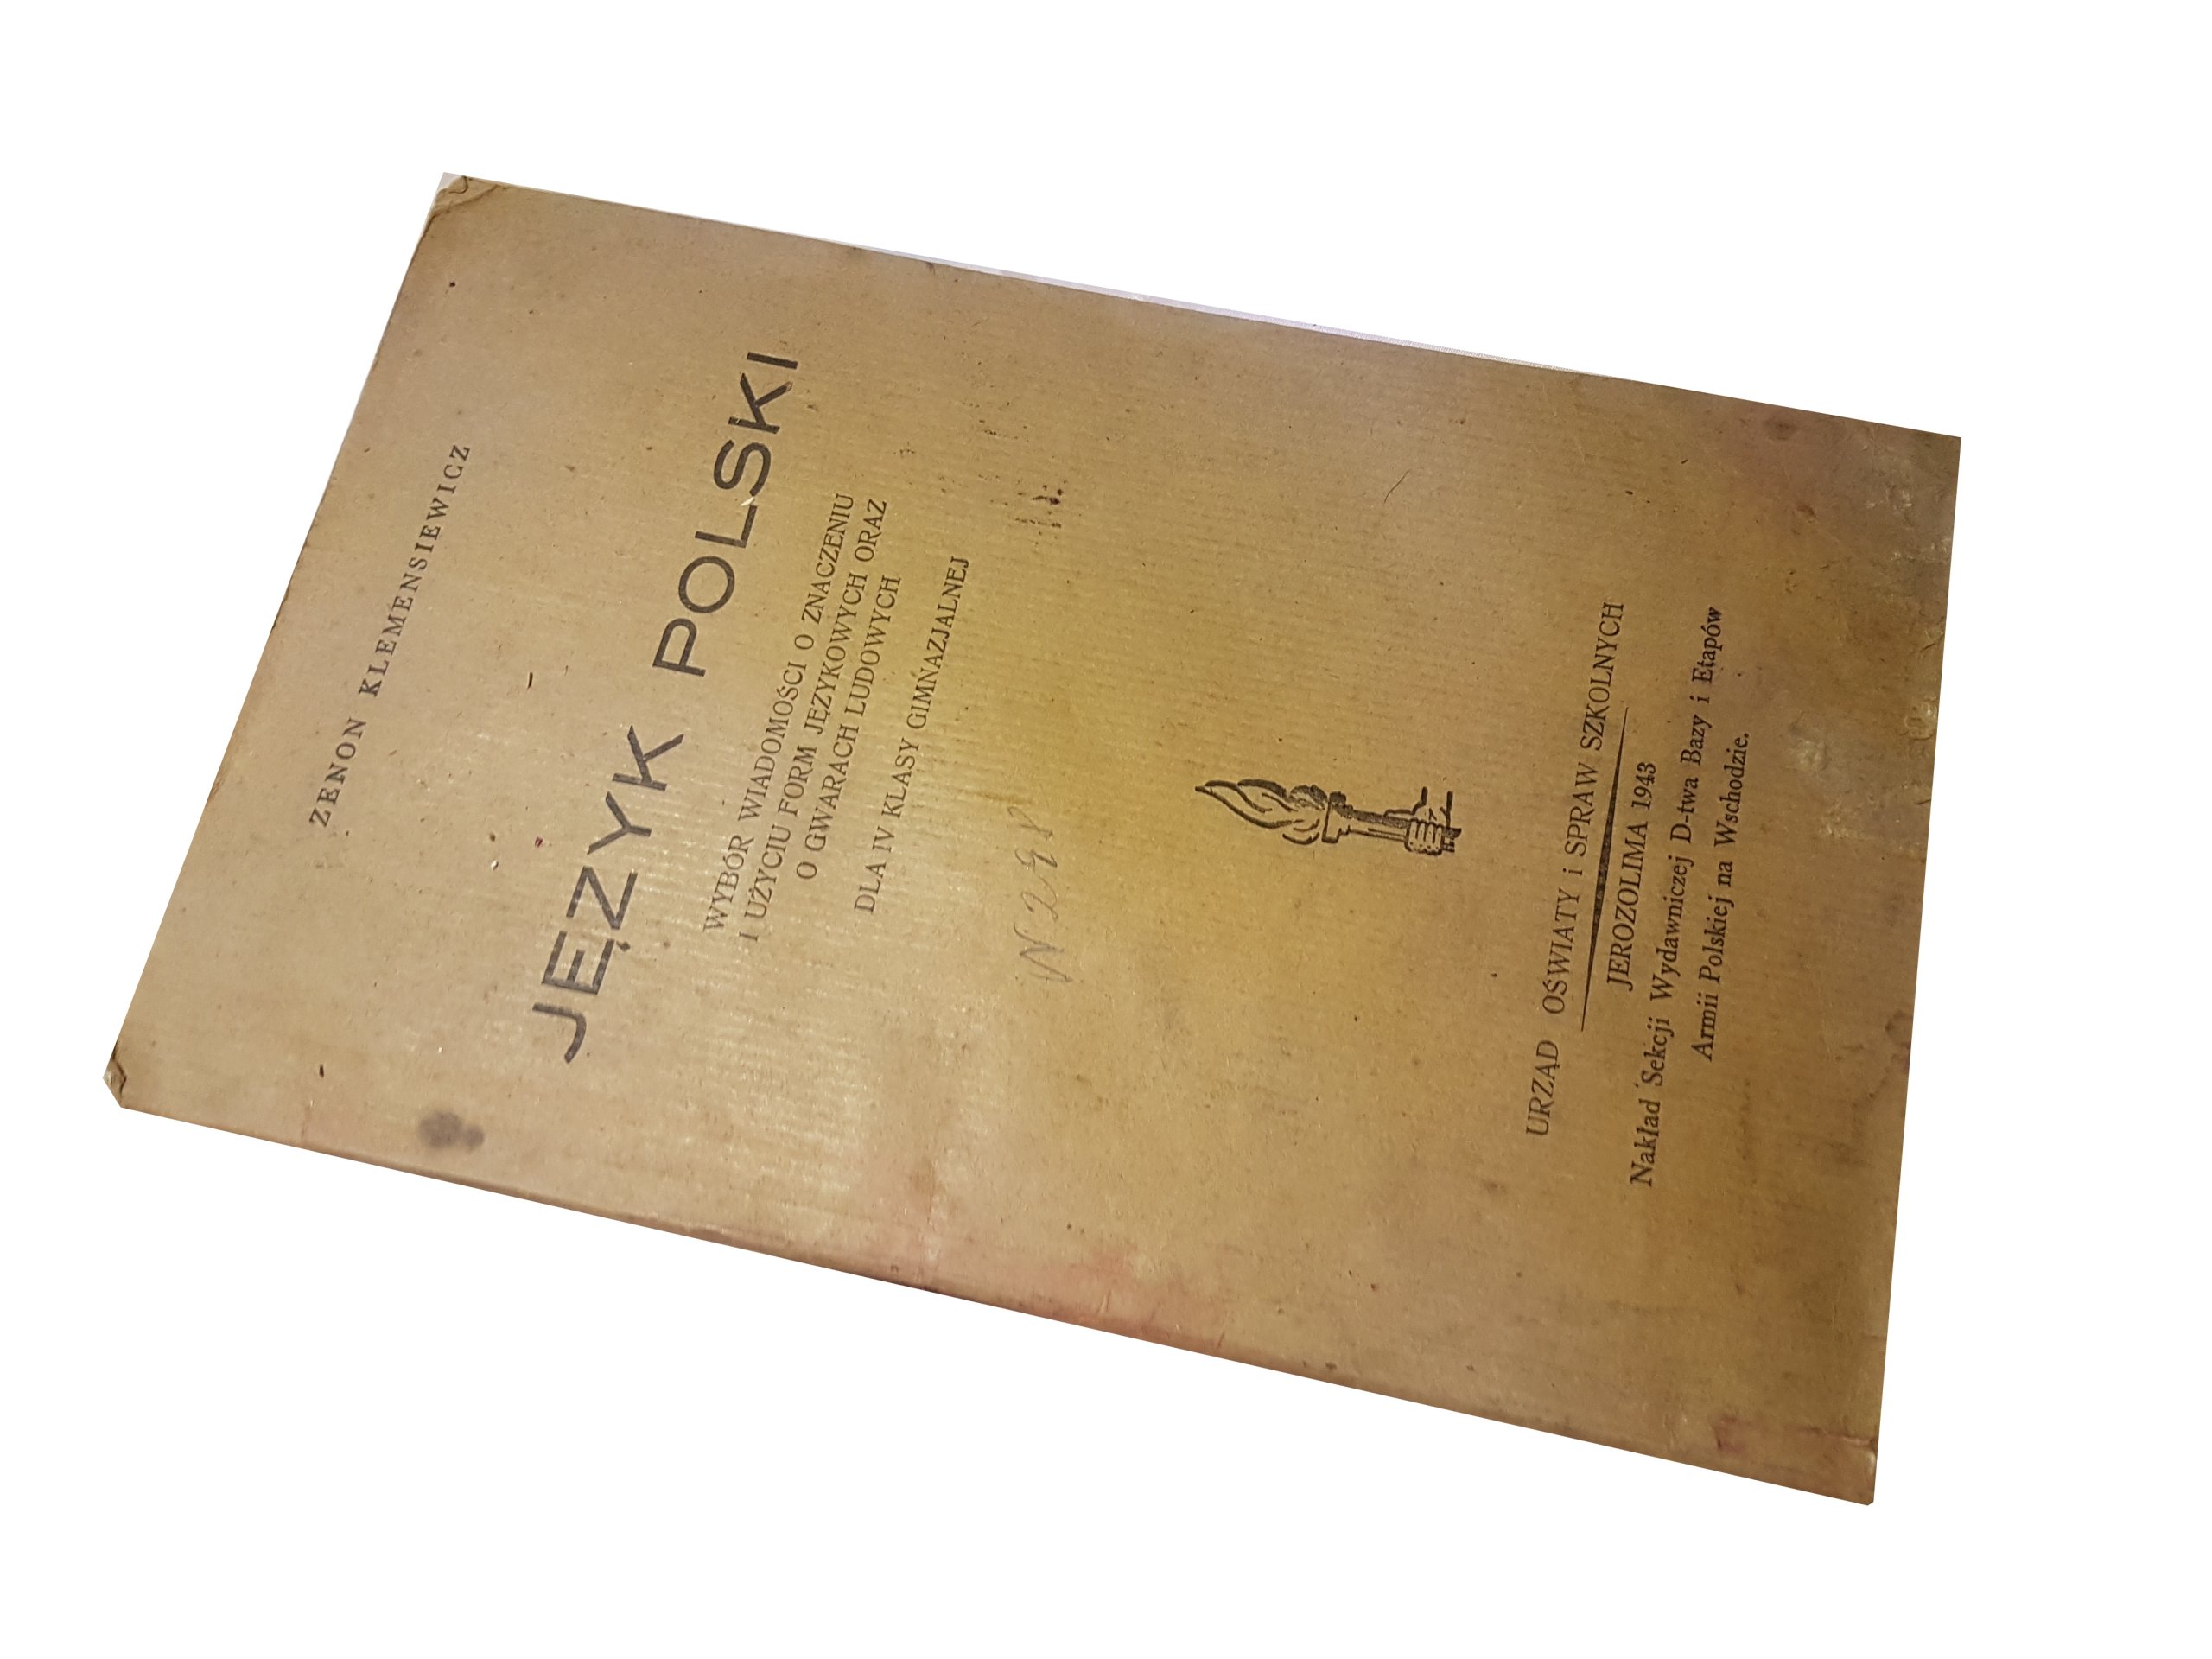 ZENON KLEMENSIEWICZ
JĘZYK POLSKI
WYBÓR WIADOMOŚCI O ZNACZENIU
I UŻYCIU FORM JĘZYKOWYCH ORAZ
O GWARACH LUDOWYCH
DLA IV KLASY GIMNAZJALNEJ
URZĄD OŚWIATY i SPRAW SZKOLNYCH
JEROZOLIMA 1943
Nakład Sekcji Wydawniczej D-twa Bazy i Etapów
Armii Polskiej na Wschodzie.